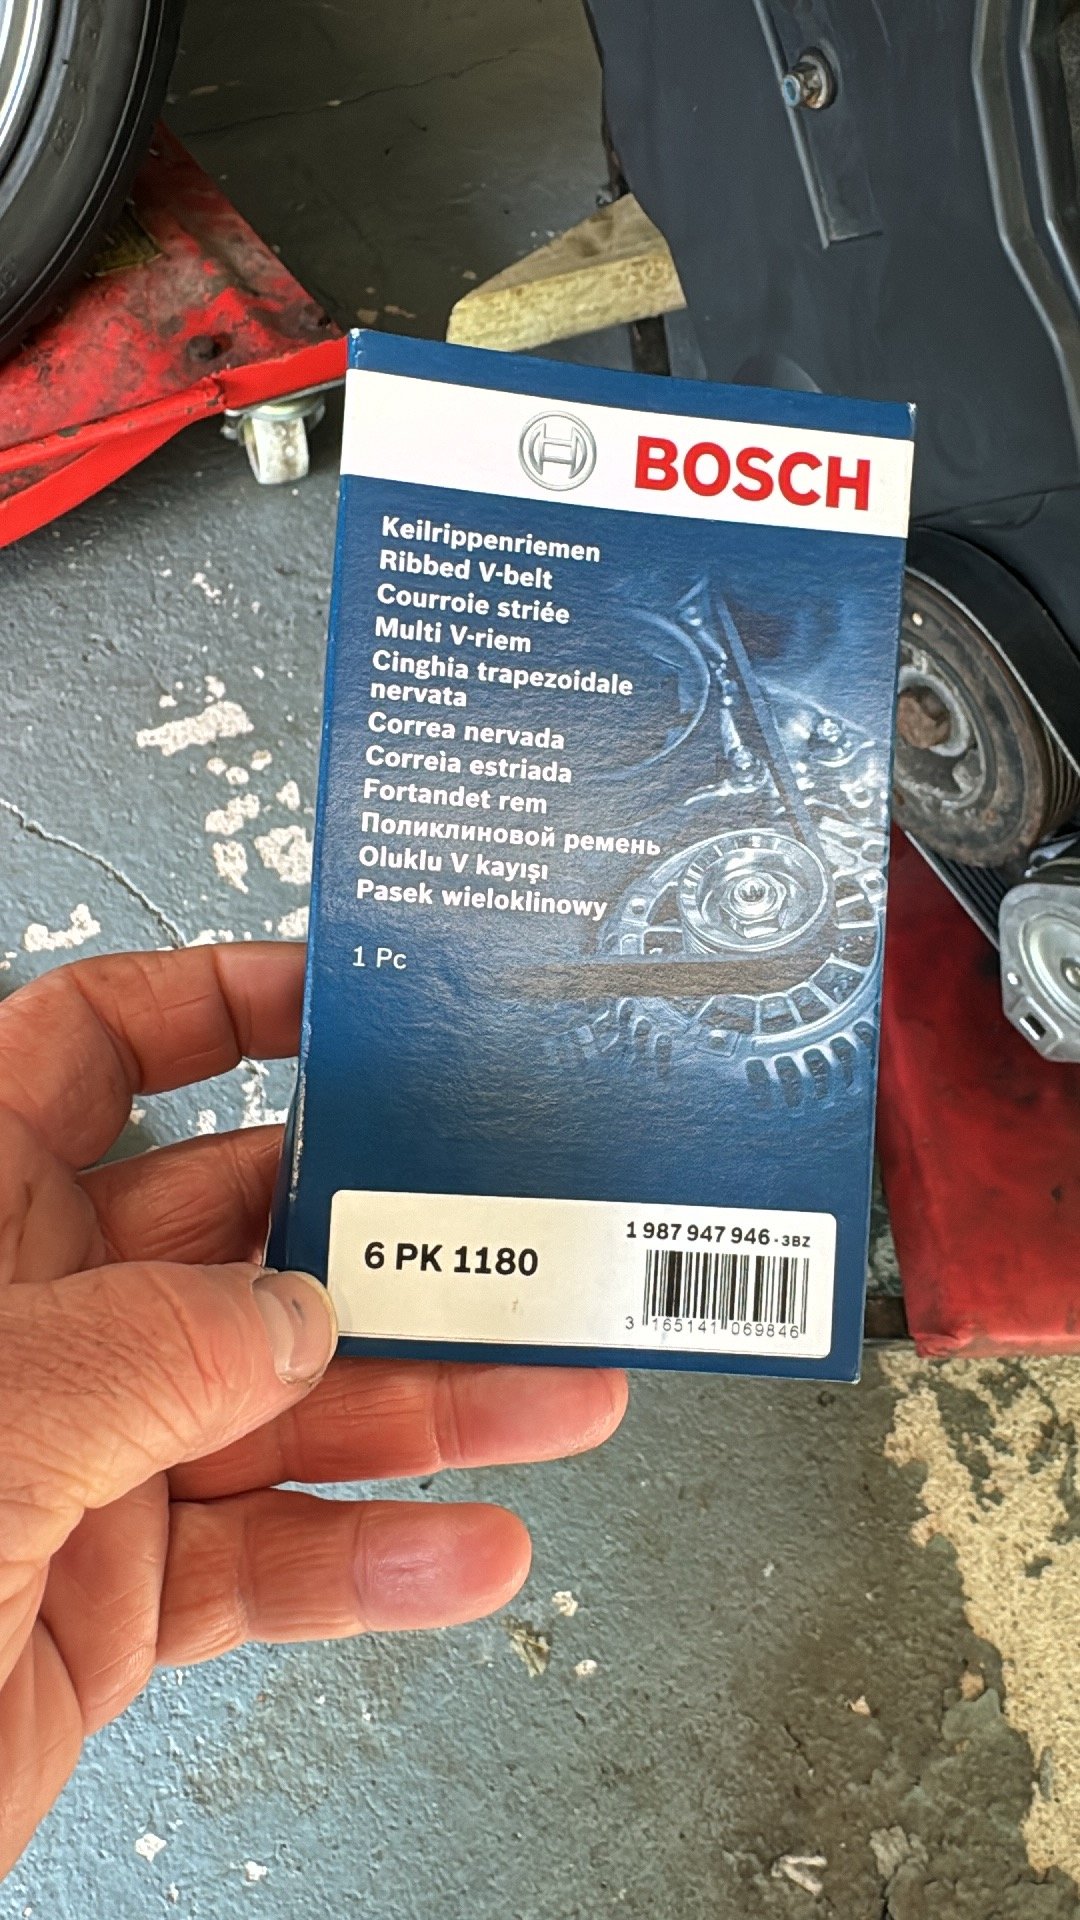 BOSCH
Keilrippenriemen
Ribbed V-belt
Courroie striée
Multi V-riem
Cinghia trapezoidale
nervata
Correa nervada
Correia estriada
Fortandet rem
Поликлиновой ремень
Oluklu V kayışı
Pasek wieloklinowy
1 Pc
6 PK 1180
1 987 947 946 - 3BZ
3 165141 069846